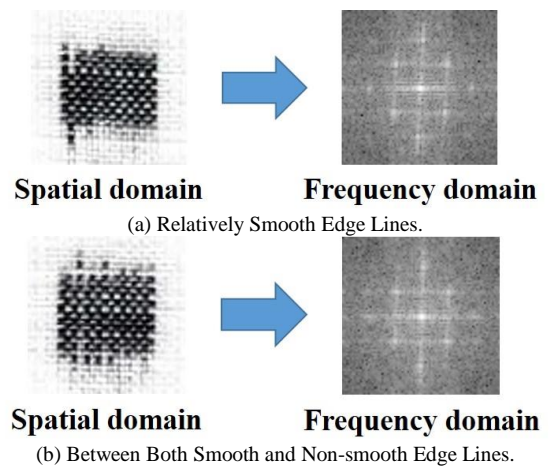 Spatial domain Frequency domain
(a) Relatively Smooth Edge Lines.
Spatial domain Frequency domain
(b) Between Both Smooth and Non-smooth Edge Lines.